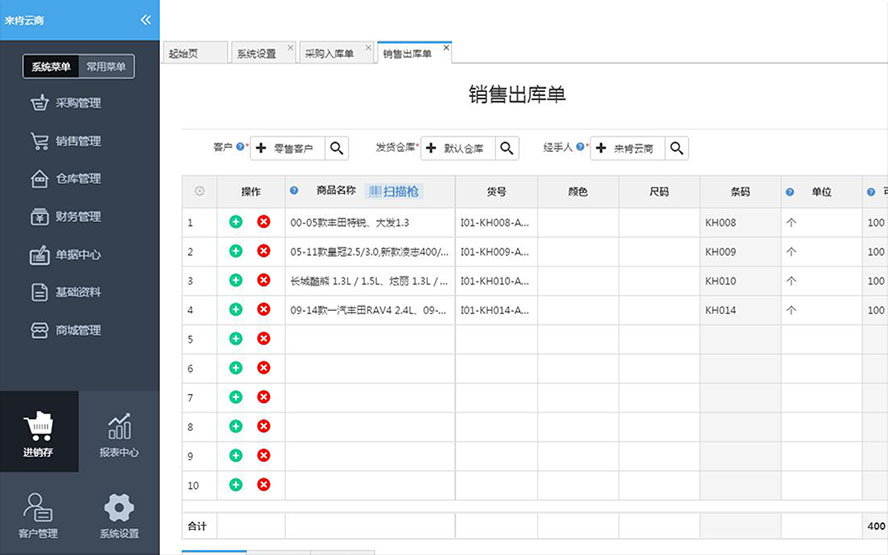 来肯云商
系统菜单 常用菜单
采购管理
销售管理
仓库管理
财务管理
单据中心
基础资料
商城管理
进销存 报表中心
客户管理 系统设置
起始页 系统设置 采购入库单 销售出库单
销售出库单
客户 * 零售客户 发货仓库* 默认仓库 经手人 * 来肯云商
操作 商品名称 扫描枪 货号 颜色 尺码 条码 单位
1 00-05款丰田特锐、大发1.3 I01-KH008-A... KH008 个 100
2 05-11款皇冠2.5/3.0,新款凌志400/... I01-KH009-A... KH009 个 100
3 长城酷熊 1.3L / 1.5L、炫丽 1.3L / ... I01-KH010-A... KH010 个 100
4 09-14款一汽丰田RAV4 2.4L、09-... I01-KH014-A... KH014 个 100
5
6
7
8
9
10
合计 400